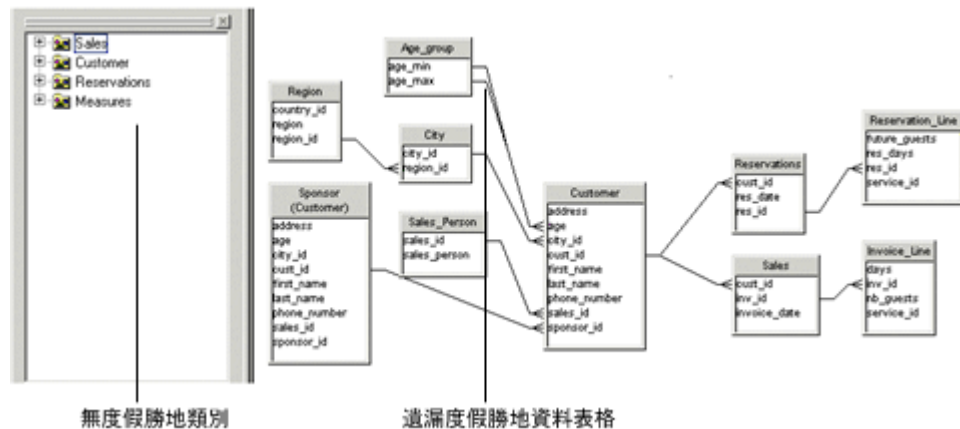 Sales
Customer
Reservations
Measures
Age_group
age_min
age_max
Region
country_id
region
region_id
City
city_id
region_id
Sponsor
(Customer)
address
age
city_id
cust_id
first_name
last_name
phone_number
sales_id
sponsor_id
Sales_Person
sales_id
sales_person
Customer
address
age
city_id
cust_id
first_name
last_name
phone_number
sales_id
sponsor_id
Reservations
cust_id
res_date
res_id
Reservation_Line
future_guests
res_days
res_id
service_id
Sales
cust_id
inv_id
invoice_date
Invoice_Line
days
inv_id
nb_guests
service_id
無度假勝地類別
遺漏度假勝地資料表格